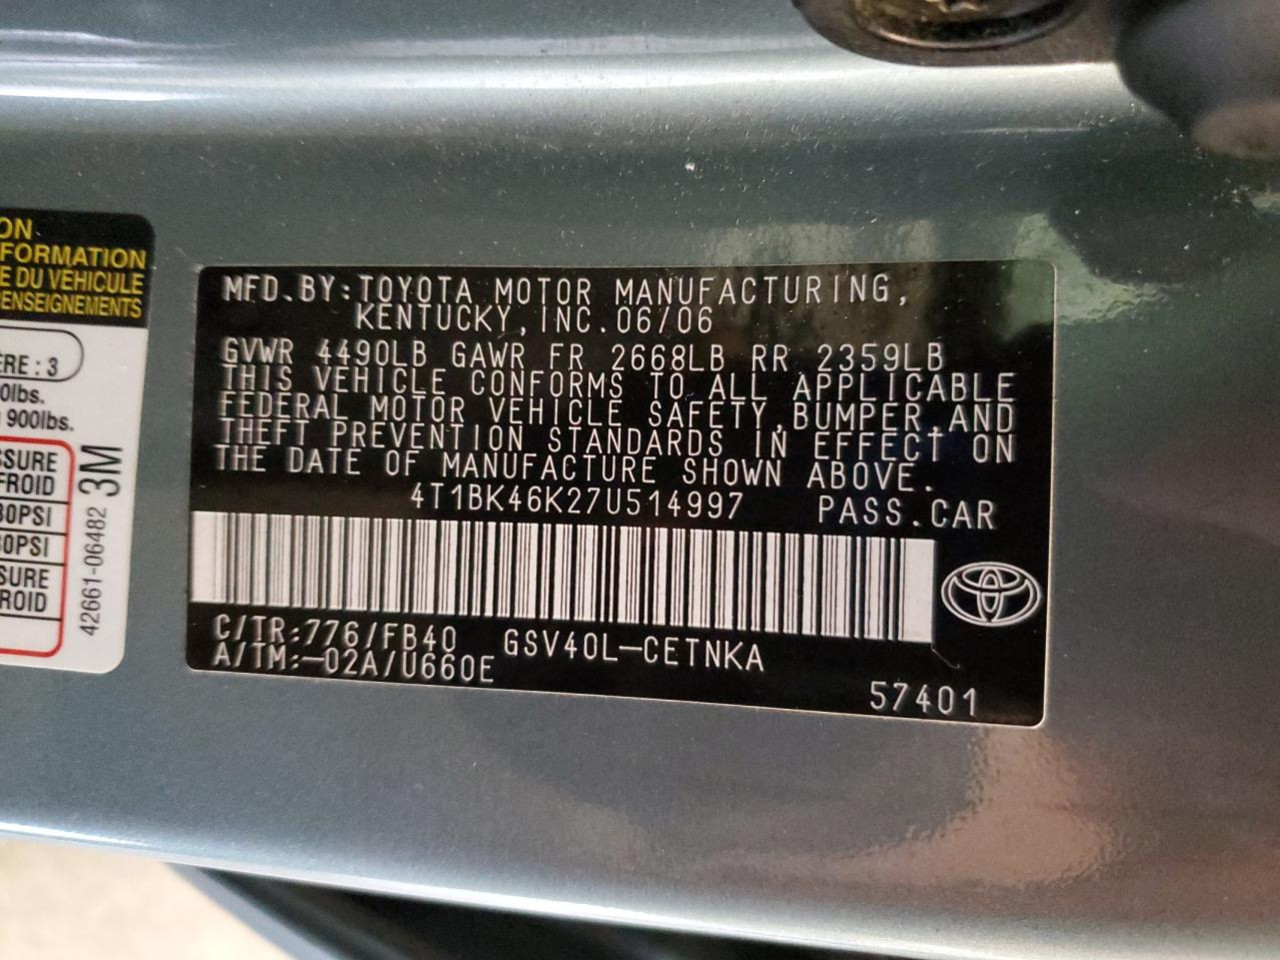 ON
FORMATION
E DU VÉHICULE
ENSEIGNEMENTS
ERE : 3
0lbs.
900lbs.
SSURE
FROID
30PSI
30PSI
SURE
ROID
42661-06482 3M
MFD.BY:TOYOTA MOTOR MANUFACTURING,
KENTUCKY,INC.06/06
GVWR 4490LB GAWR FR 2668LB RR 2359LB
THIS VEHICLE CONFORMS TO ALL APPLICABLE
FEDERAL MOTOR VEHICLE SAFETY,BUMPER,AND
THEFT PREVENTION STANDARDS IN EFFECT ON
THE DATE OF MANUFACTURE SHOWN ABOVE.
4T1BK46K27U514997 PASS.CAR
C/TR:776/FB40 GSV40L-CETNKA
A/TM:-02A/U660E
57401